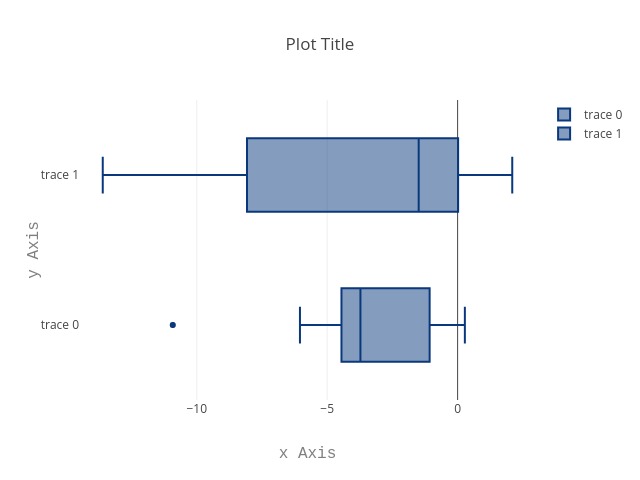 Plot Title
trace 0
trace 1
trace 1
trace 0
y Axis
−10
−5
0
x Axis